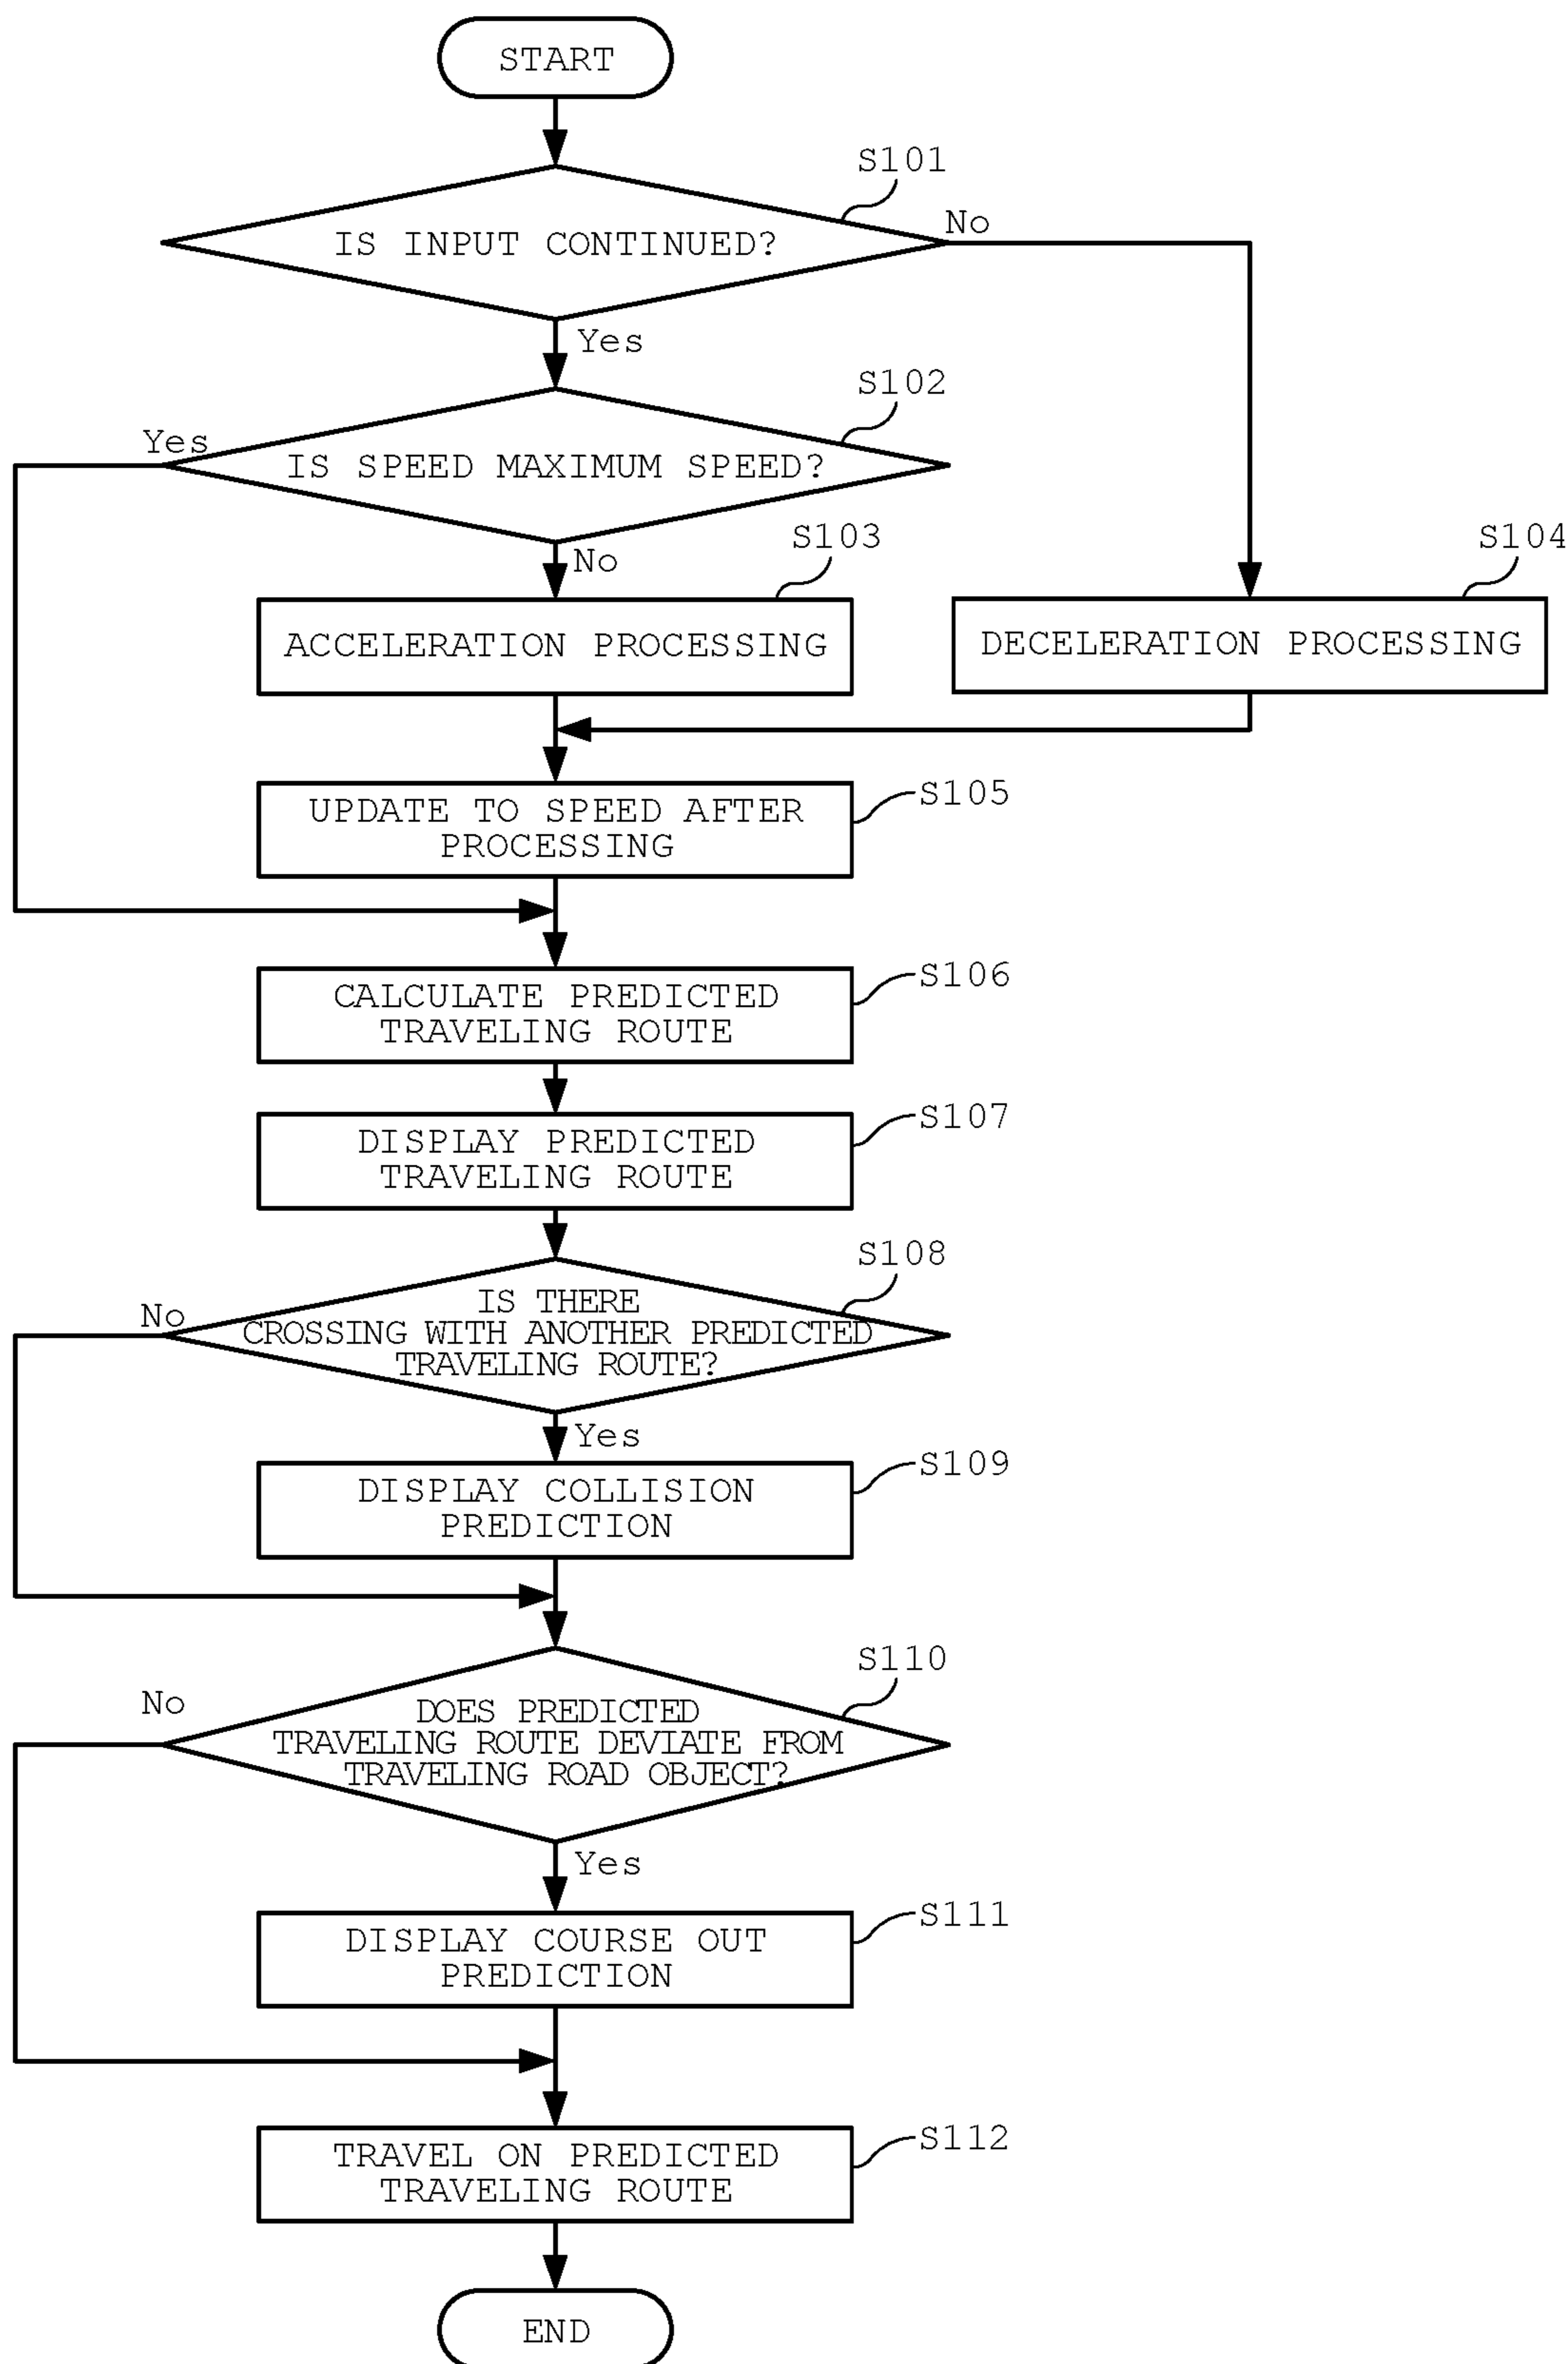 START
S101
IS INPUT CONTINUED?
No
Yes
S102
Yes
IS SPEED MAXIMUM SPEED?
No
S103
S104
ACCELERATION PROCESSING
DECELERATION PROCESSING
S105
UPDATE TO SPEED AFTER
PROCESSING
S106
CALCULATE PREDICTED
TRAVELING ROUTE
S107
DISPLAY PREDICTED
TRAVELING ROUTE
S108
No
IS THERE
CROSSING WITH ANOTHER PREDICTED
TRAVELING ROUTE?
Yes
S109
DISPLAY COLLISION
PREDICTION
S110
No
DOES PREDICTED
TRAVELING ROUTE DEVIATE FROM
TRAVELING ROAD OBJECT?
Yes
S111
DISPLAY COURSE OUT
PREDICTION
S112
TRAVEL ON PREDICTED
TRAVELING ROUTE
END